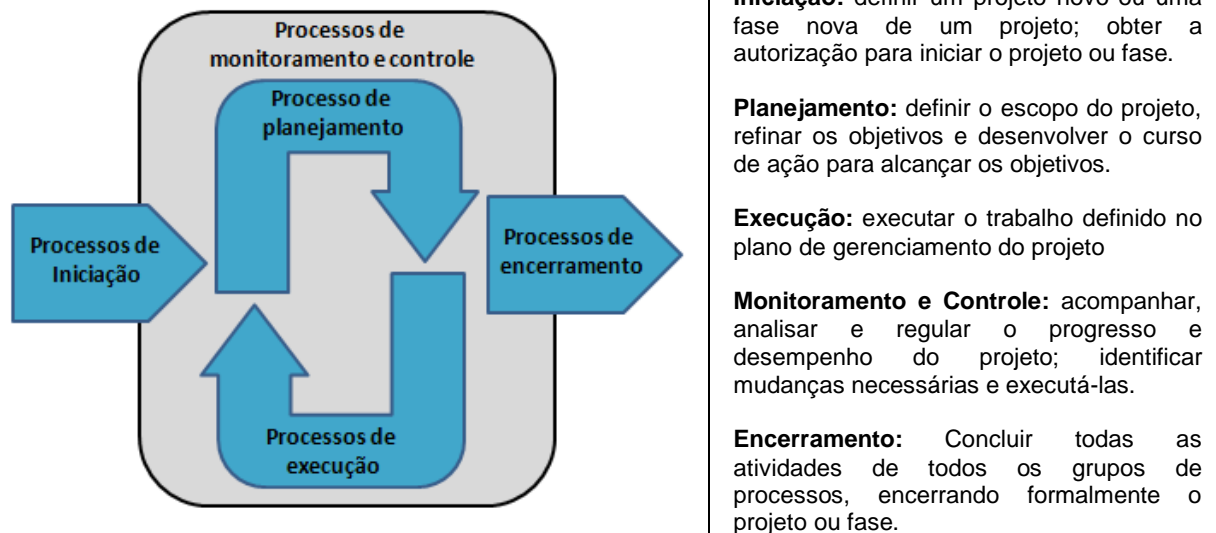 Processos de
monitoramento e controle
Processo de
planejamento
Processos de
Iniciação
Processos de
encerramento
Processos de
execução
Iniciação: definir um projeto novo ou uma
fase nova de um projeto; obter a
autorização para iniciar o projeto ou fase.
Planejamento: definir o escopo do projeto,
refinar os objetivos e desenvolver o curso
de ação para alcançar os objetivos.
Execução: executar o trabalho definido no
plano de gerenciamento do projeto
Monitoramento e Controle: acompanhar,
analisar e regular o progresso e
desempenho do projeto; identificar
mudanças necessárias e executá-las.
Encerramento: Concluir todas as
atividades de todos os grupos de
processos, encerrando formalmente o
projeto ou fase.